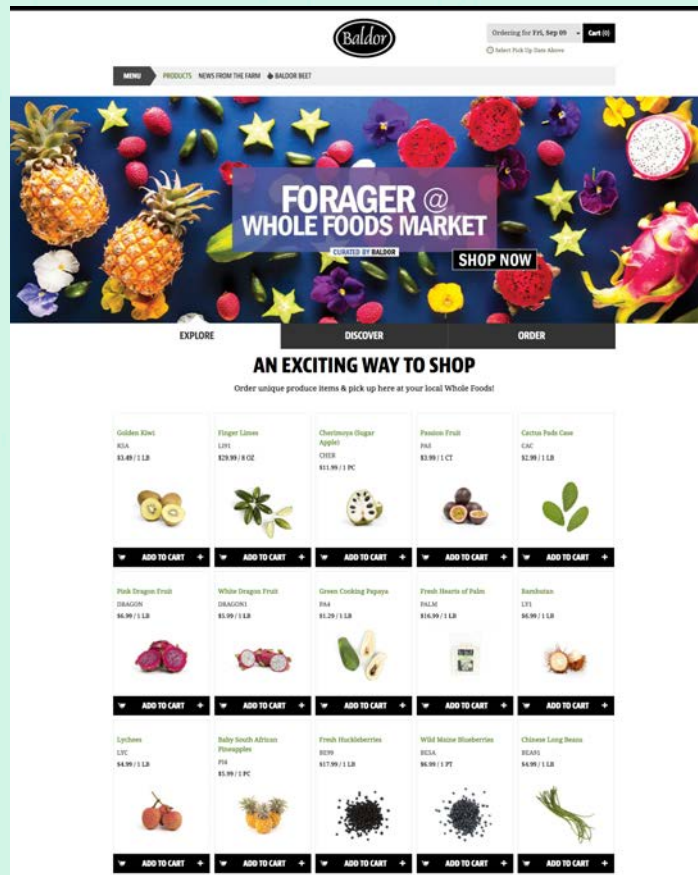 Baldor
Ordering for Fri, Sep 09
Cart (0)
Select Pick Up Date Above
MENU
PRODUCTS NEWS FROM THE FARM BALDOR BEET
FORAGER @
WHOLE FOODS MARKET
CURATED BY BALDOR
SHOP NOW
EXPLORE DISCOVER ORDER
AN EXCITING WAY TO SHOP
Order unique produce items & pick up here at your local Whole Foods!
Golden Kiwi
$3.49 / 1 LB
ADD TO CART +
Finger Limes
LI91
$29.99 / 8 OZ
ADD TO CART +
Cherimoya (Sugar
Apple)
CHER
$11.99 / 1 PC
ADD TO CART +
Passion Fruit
PA3
$3.99 / 1 CT
ADD TO CART +
Cactus Pads Case
CAC
$2.99 / 1 LB
ADD TO CART +
Pink Dragon Fruit
DRAGON
$6.99 / 1 LB
ADD TO CART +
White Dragon Fruit
DRAGON1
$5.99 / 1 LB
ADD TO CART +
Green Cooking Papaya
PA4
$1.29 / 1 LB
ADD TO CART +
Fresh Hearts of Palm
PALM
$16.99 / 1 LB
ADD TO CART +
Rambutan
LY1
$6.99 / 1 LB
ADD TO CART +
Lychees
LYC
$4.99 / 1 LB
ADD TO CART +
Baby South African
Pineapples
PI4
$5.99 / 1 PC
ADD TO CART +
Fresh Huckleberries
BE99
$17.99 / 1 LB
ADD TO CART +
Wild Maine Blueberries
BE5A
$6.99 / 1 PT
ADD TO CART +
Chinese Long Beans
BEA91
$4.99 / 1 LB
ADD TO CART +